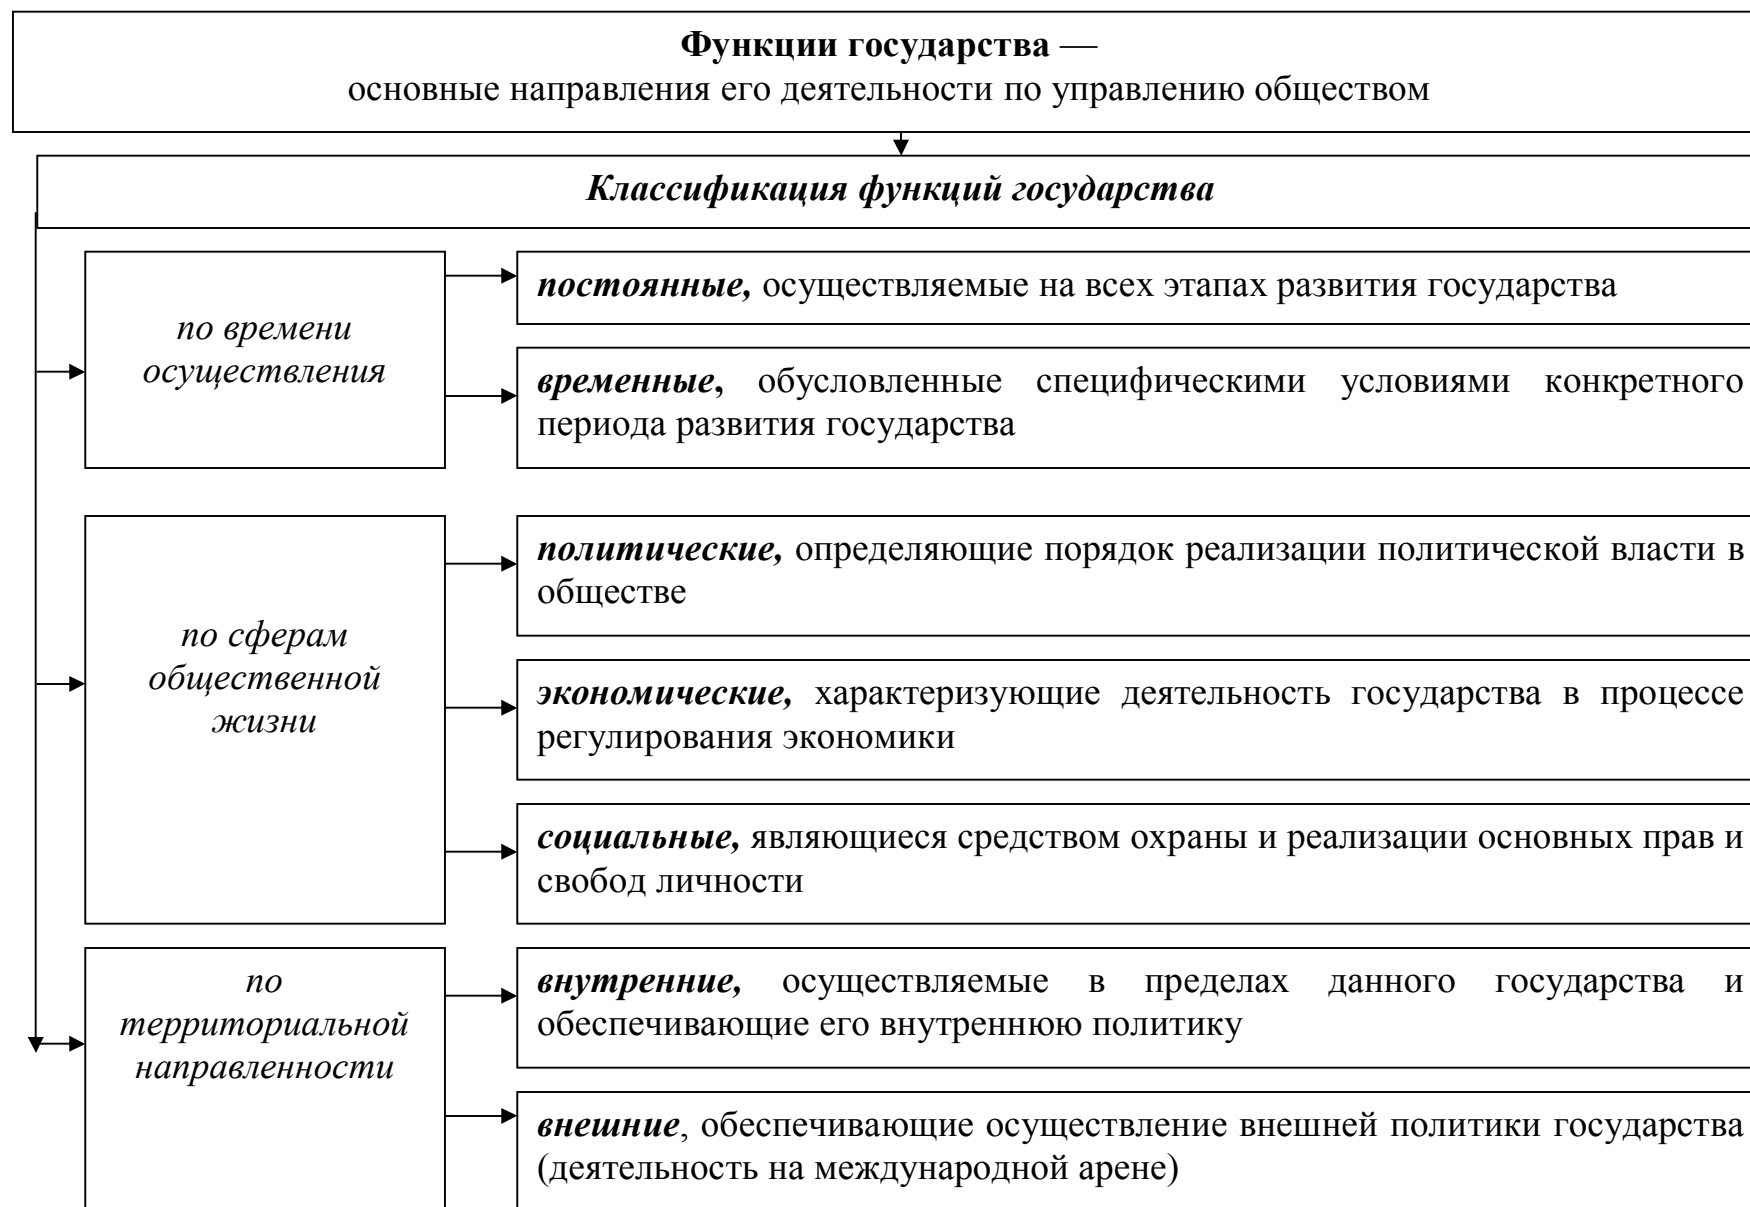 Функции государства —
основные направления его деятельности по управлению обществом
Классификация функций государства
по времени
осуществления
постоянные, осуществляемые на всех этапах развития государства
временные, обусловленные специфическими условиями конкретного
периода развития государства
по сферам
общественной
жизни
политические, определяющие порядок реализации политической власти в
обществе
экономические, характеризующие деятельность государства в процессе
регулирования экономики
социальные, являющиеся средством охраны и реализации основных прав и
свобод личности
по
территориальной
направленности
внутренние, осуществляемые в пределах данного государства и
обеспечивающие его внутреннюю политику
внешние, обеспечивающие осуществление внешней политики государства
(деятельность на международной арене)